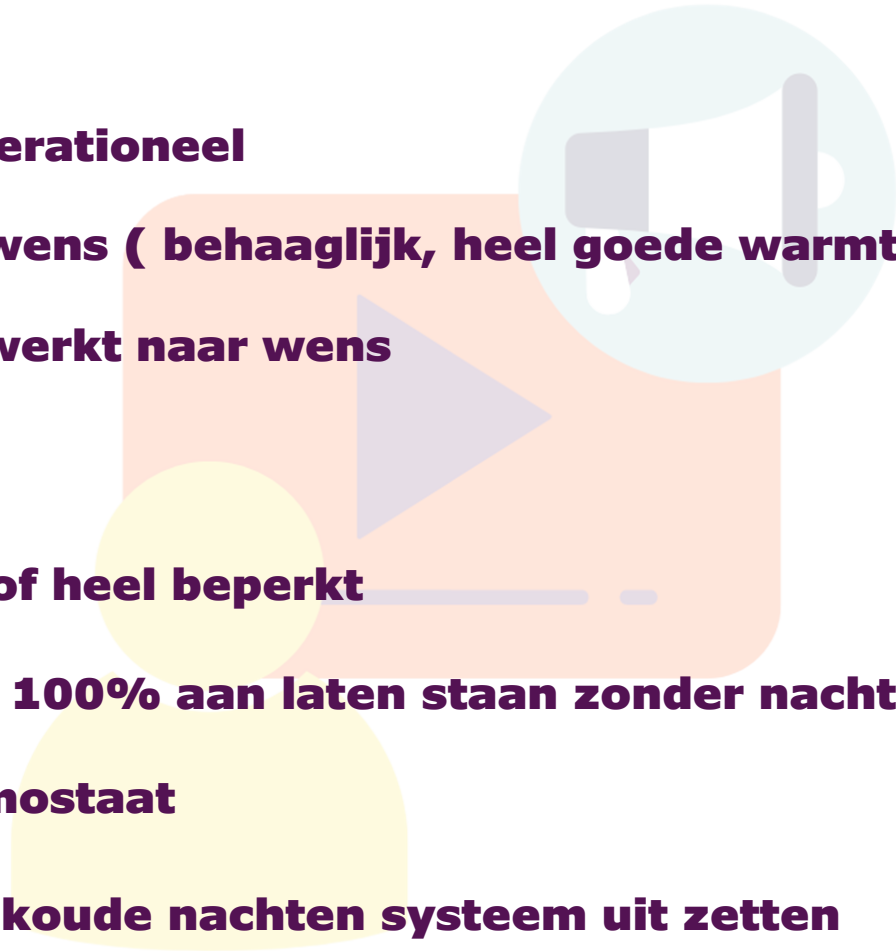 erationeel
wens ( behaaglijk, heel goede warmt
werkt naar wens
of heel beperkt
100% aan laten staan zonder nacht
mostaat
koude nachten systeem uit zetten